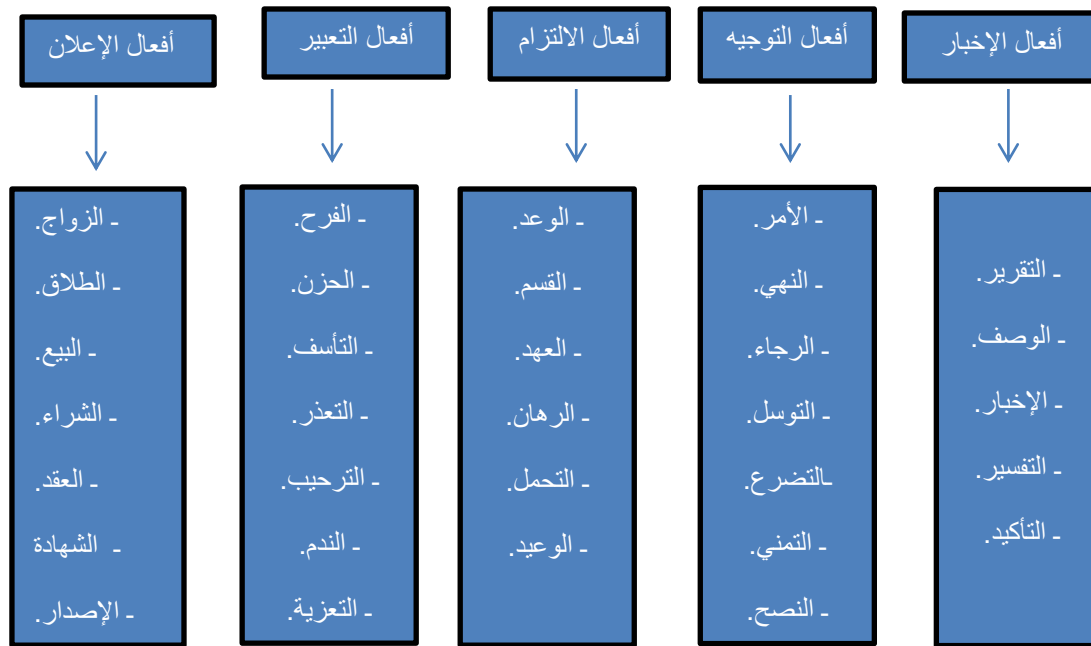 أفعال الإخبار
أفعال التوجيه
أفعال الالتزام
أفعال التعبير
أفعال الإعلان
ـ التقرير.
ـ الوصف.
ـ الإخبار.
ـ التفسير.
ـ التأكيد.
ـ الأمر.
ـ النهي.
ـ الرجاء.
ـ التوسل.
ـالتضرع.
ـ التمني.
ـ النصح.
ـ الوعد.
ـ القسم.
ـ العهد.
ـ الرهان.
ـ التحمل.
ـ الوعيد.
ـ الفرح.
ـ الحزن.
ـ التأسف.
ـ التعذر.
ـ الترحيب.
ـ الندم.
ـ التعزية.
ـ الزواج.
ـ الطلاق.
ـ البيع.
ـ الشراء.
ـ العقد.
ـ الشهادة
ـ الإصدار.